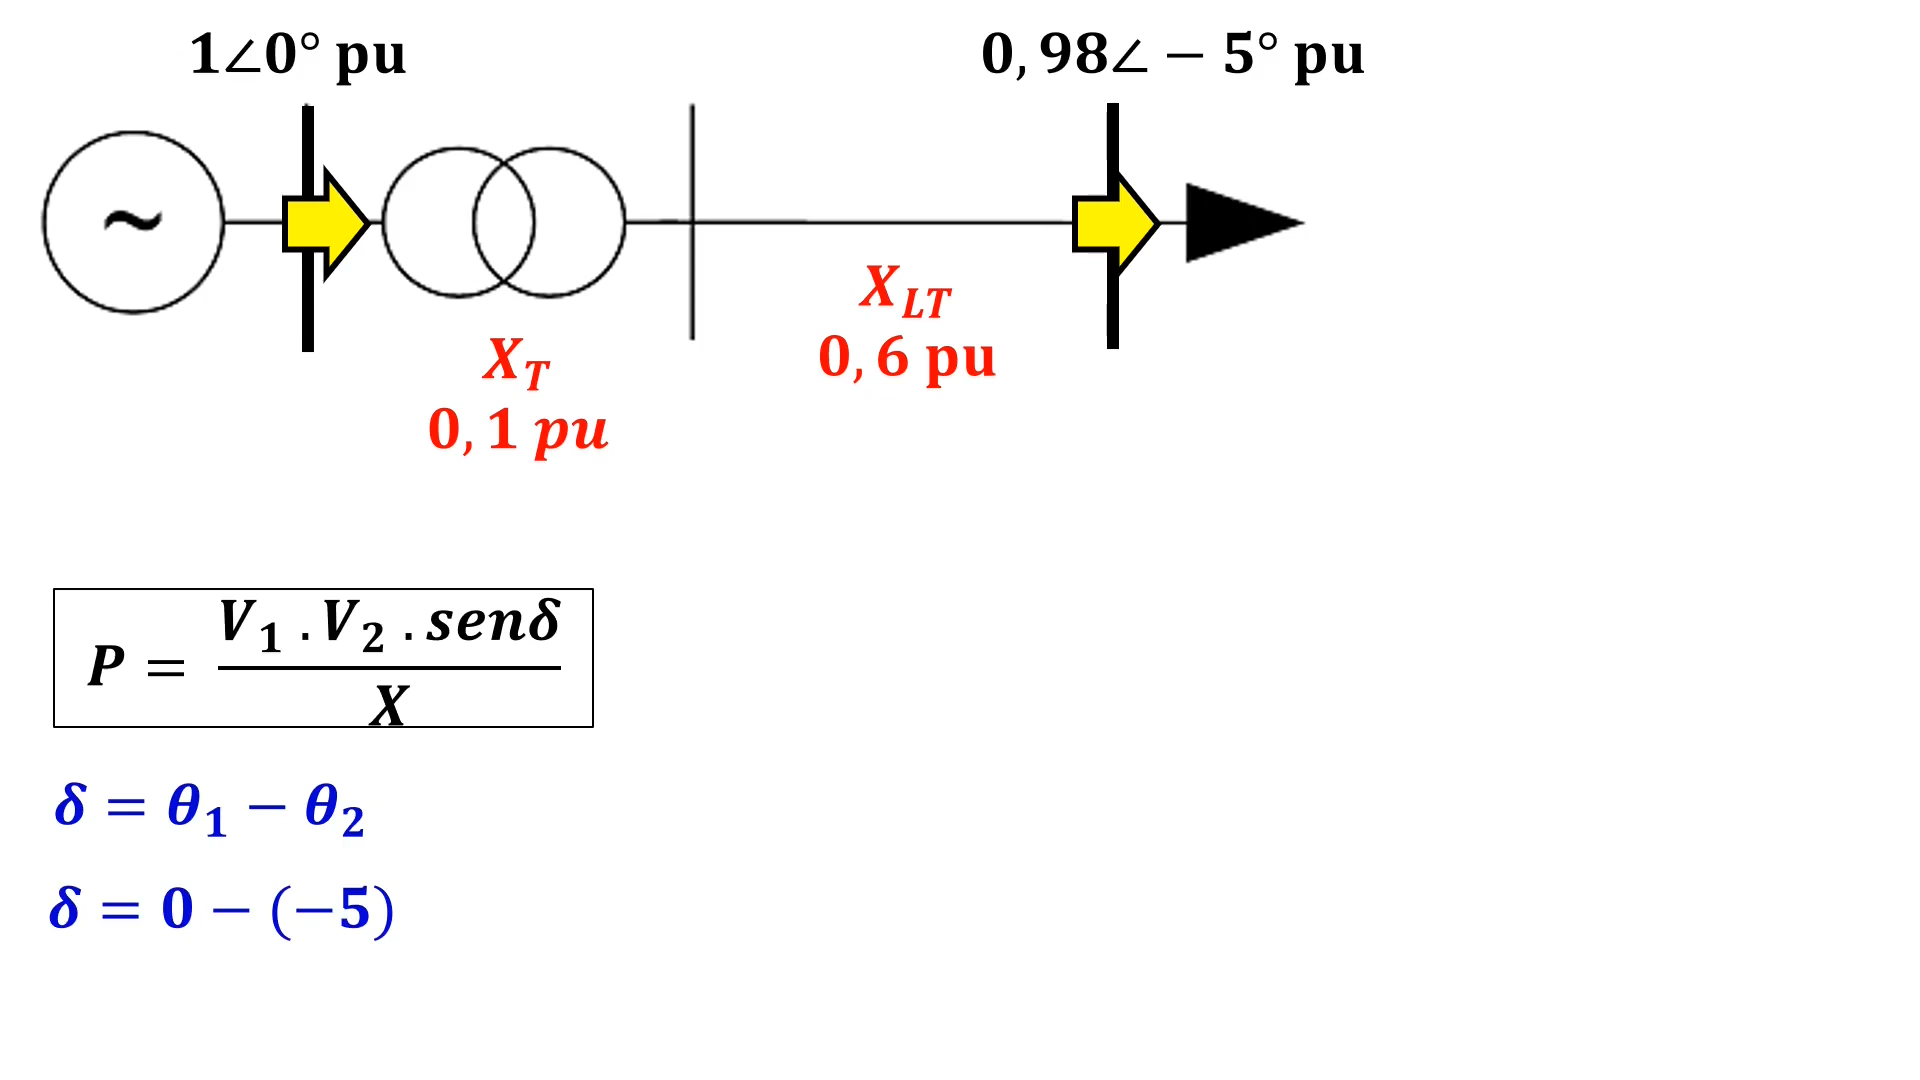 1∠0° pu
0,98∠ − 5° pu
~
X_LT
0,6 pu
X_T
0,1 pu
P = V_1 . V_2 . senδ / X
δ = θ_1 − θ_2
δ = 0 − (−5)